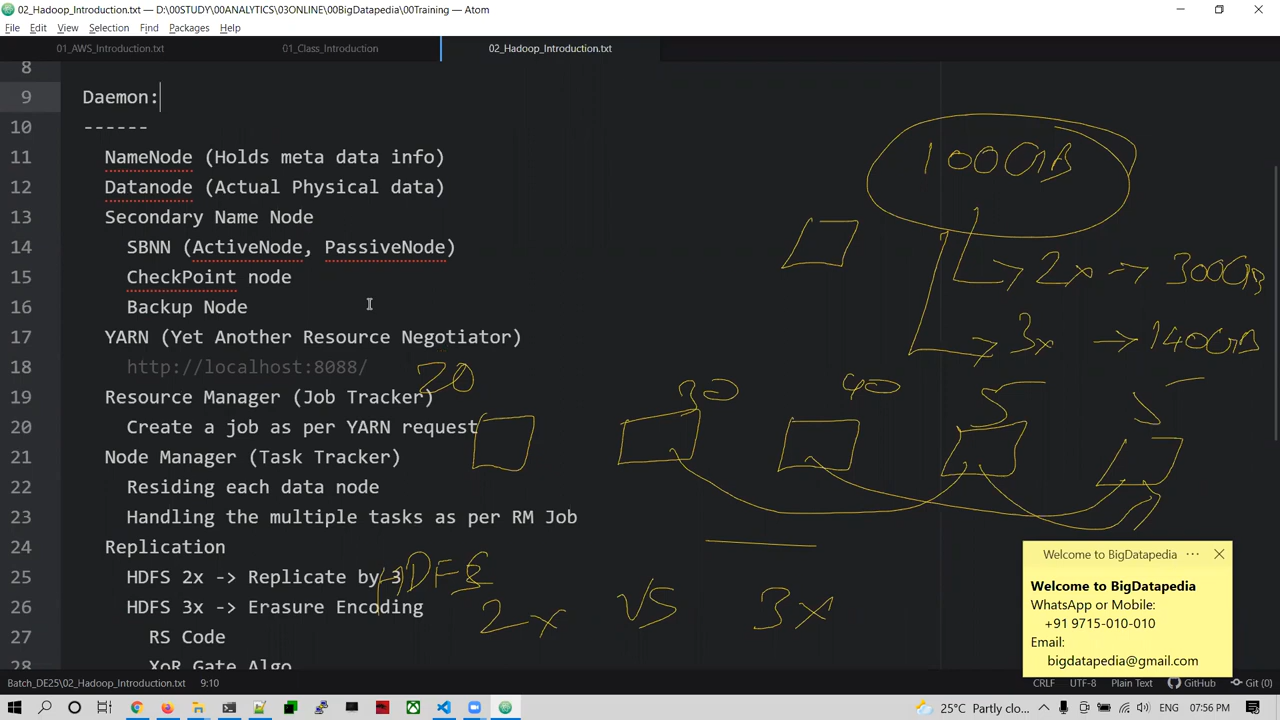 02_Hadoop_Introduction.txt — D:\00STUDY\00ANALYTICS\03ONLINE\00BigDatapedia\00Training — Atom
File Edit View Selection Find Packages Help
01_AWS_Introduction.txt 01_Class_Introduction 02_Hadoop_Introduction.txt
8
9 Daemon:
10 ------
11 NameNode (Holds meta data info)
12 Datanode (Actual Physical data)
13 Secondary Name Node
14 SBNN (ActiveNode, PassiveNode)
15 CheckPoint node
16 Backup Node
17 YARN (Yet Another Resource Negotiator)
18 http://localhost:8088/
19 Resource Manager (Job Tracker)
20 Create a job as per YARN request
21 Node Manager (Task Tracker)
22 Residing each data node
23 Handling the multiple tasks as per RM Job
24 Replication
25 HDFS 2x -> Replicate by 3
26 HDFS 3x -> Erasure Encoding
27 RS Code
28 XoR Gate Algo
100GB
2x -> 300GB
3x -> 140GB
20 30 40 5 5
HDFS
2x VS 3x
Welcome to BigDatapedia ···
Welcome to BigDatapedia
WhatsApp or Mobile:
+91 9715-010-010
Email:
bigdatapedia@gmail.com
Batch_DE25\02_Hadoop_Introduction.txt 9:10 CRLF UTF-8 Plain Text GitHub Git (0)
25°C Partly clo... ENG 07:56 PM